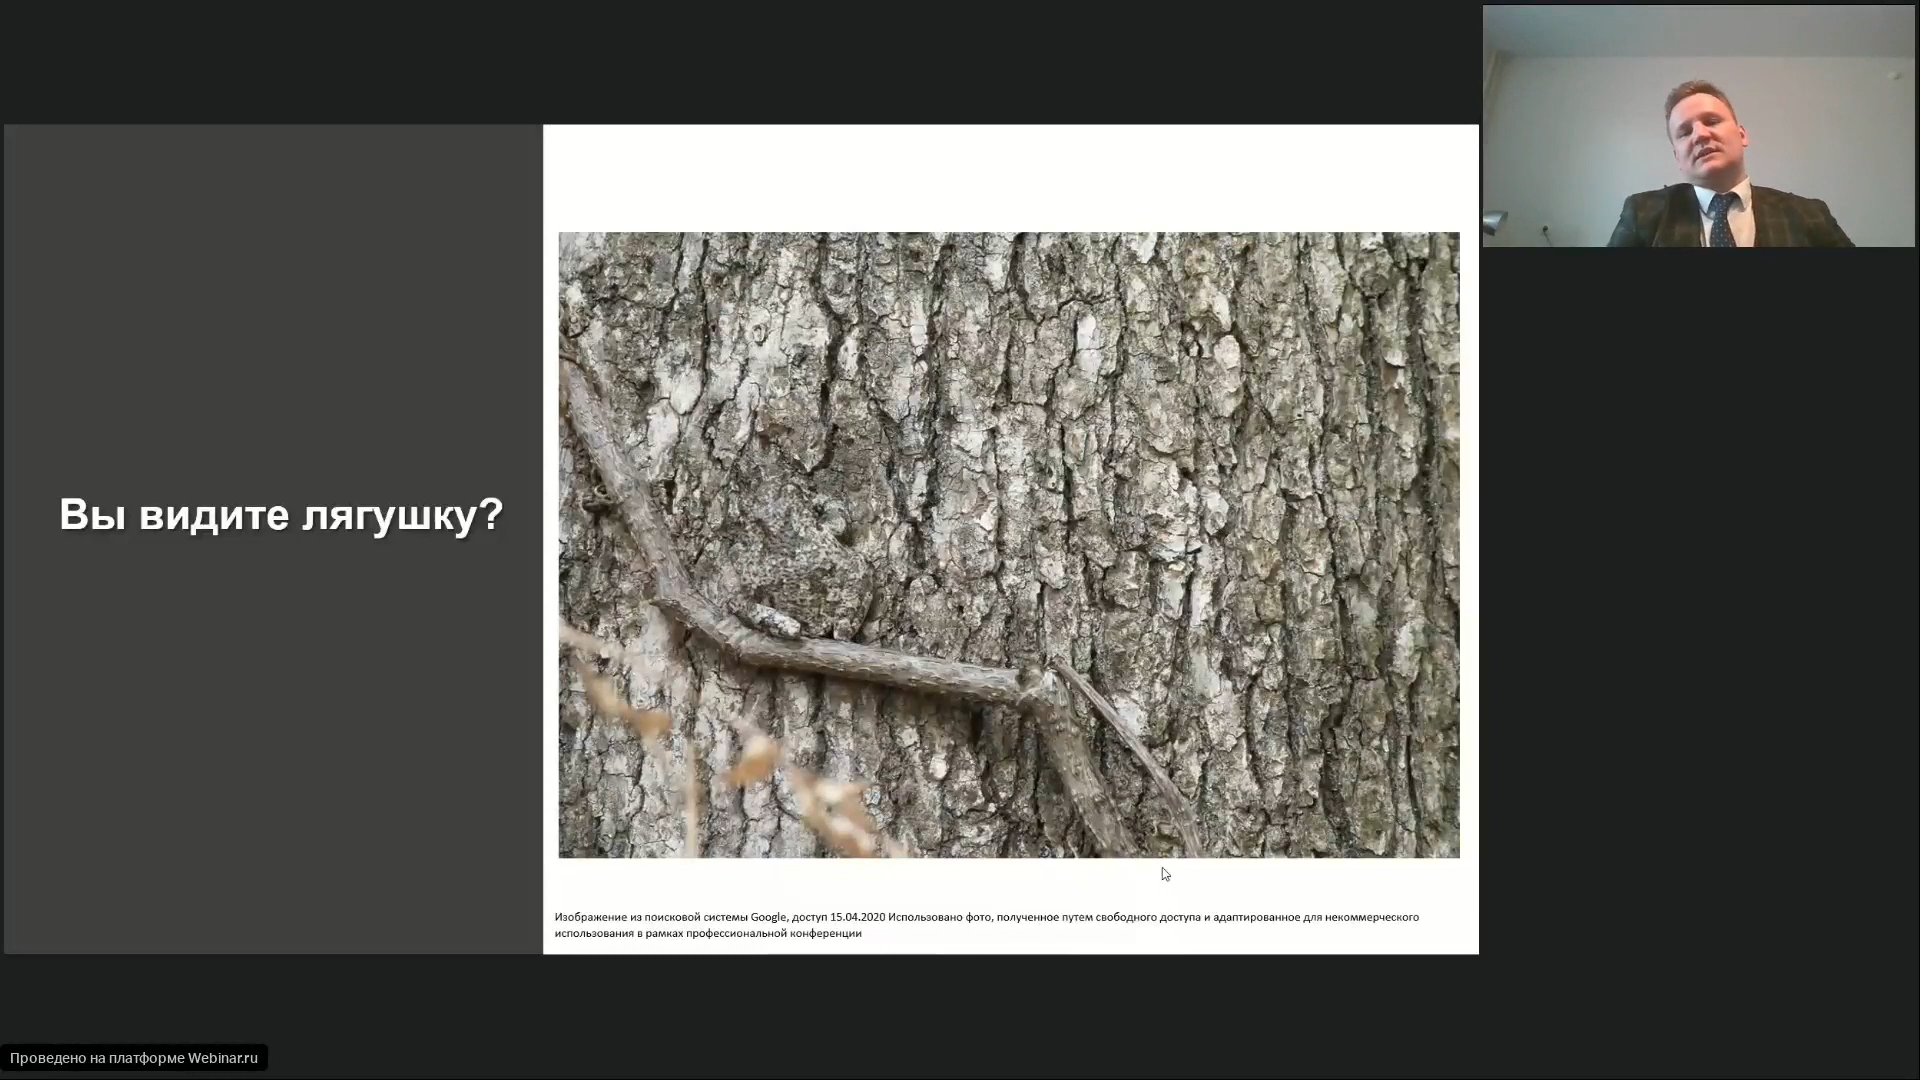 Вы видите лягушку?
Изображение из поисковой системы Google, доступ 15.04.2020 Использовано фото, полученное путем свободного доступа и адаптированное для некоммерческого
использования в рамках профессиональной конференции
Проведено на платформе Webinar.ru